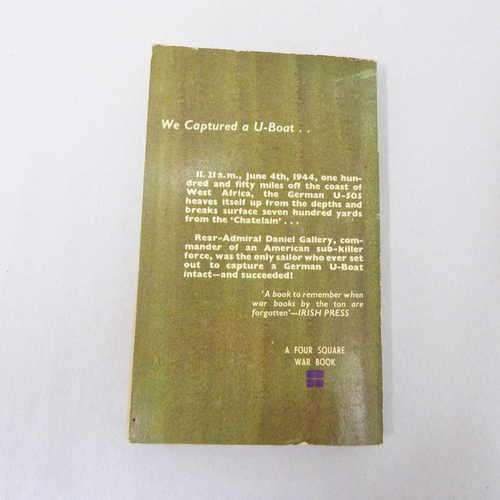 We Captured a U-Boat . .
11.21 a.m., June 4th, 1944, one hun-
dred and fifty miles off the coast of
West Africa, the German U-505
heaves itself up from the depths and
breaks surface seven hundred yards
from the 'Chatelain' . . .
Rear-Admiral Daniel Gallery, com-
mander of an American sub-killer
force, was the only sailor who ever set
out to capture a German U-Boat
intact—and succeeded!
'A book to remember when
war books by the ton are
forgotten'—IRISH PRESS
A FOUR SQUARE
WAR BOOK